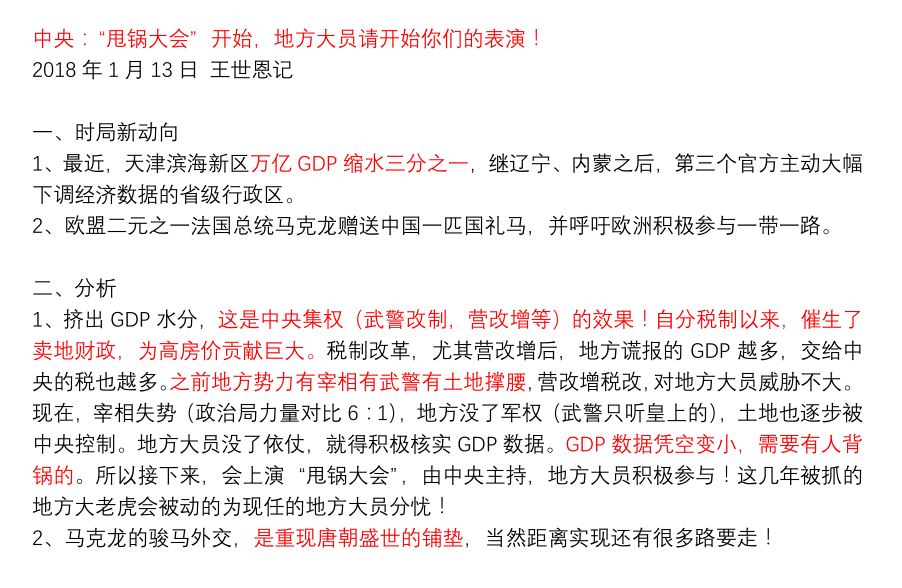 中央：“甩锅大会” 开始，地方大员请开始你们的表演！
2018 年 1 月 13 日 王世恩记
一、时局新动向
1、最近，天津滨海新区万亿 GDP 缩水三分之一，继辽宁、内蒙之后，第三个官方主动大幅
下调经济数据的省级行政区。
2、欧盟二元之一法国总统马克龙赠送中国一匹国礼马，并呼吁欧洲积极参与一带一路。
二、分析
1、挤出 GDP 水分，这是中央集权（武警改制，营改增等）的效果！自分税制以来，催生了
卖地财政，为高房价贡献巨大。税制改革，尤其营改增后，地方谎报的 GDP 越多，交给中
央的税也越多。之前地方势力有宰相有武警有土地撑腰，营改增税改，对地方大员威胁不大。
现在，宰相失势（政治局力量对比 6：1），地方没了军权（武警只听皇上的），土地也逐步被
中央控制。地方大员没了依仗，就得积极核实 GDP 数据。GDP 数据凭空变小，需要有人背
锅的。所以接下来，会上演 “甩锅大会”，由中央主持，地方大员积极参与！这几年被抓的
地方大老虎会被动的为现任的地方大员分忧！
2、马克龙的骏马外交，是重现唐朝盛世的铺垫，当然距离实现还有很多路要走！